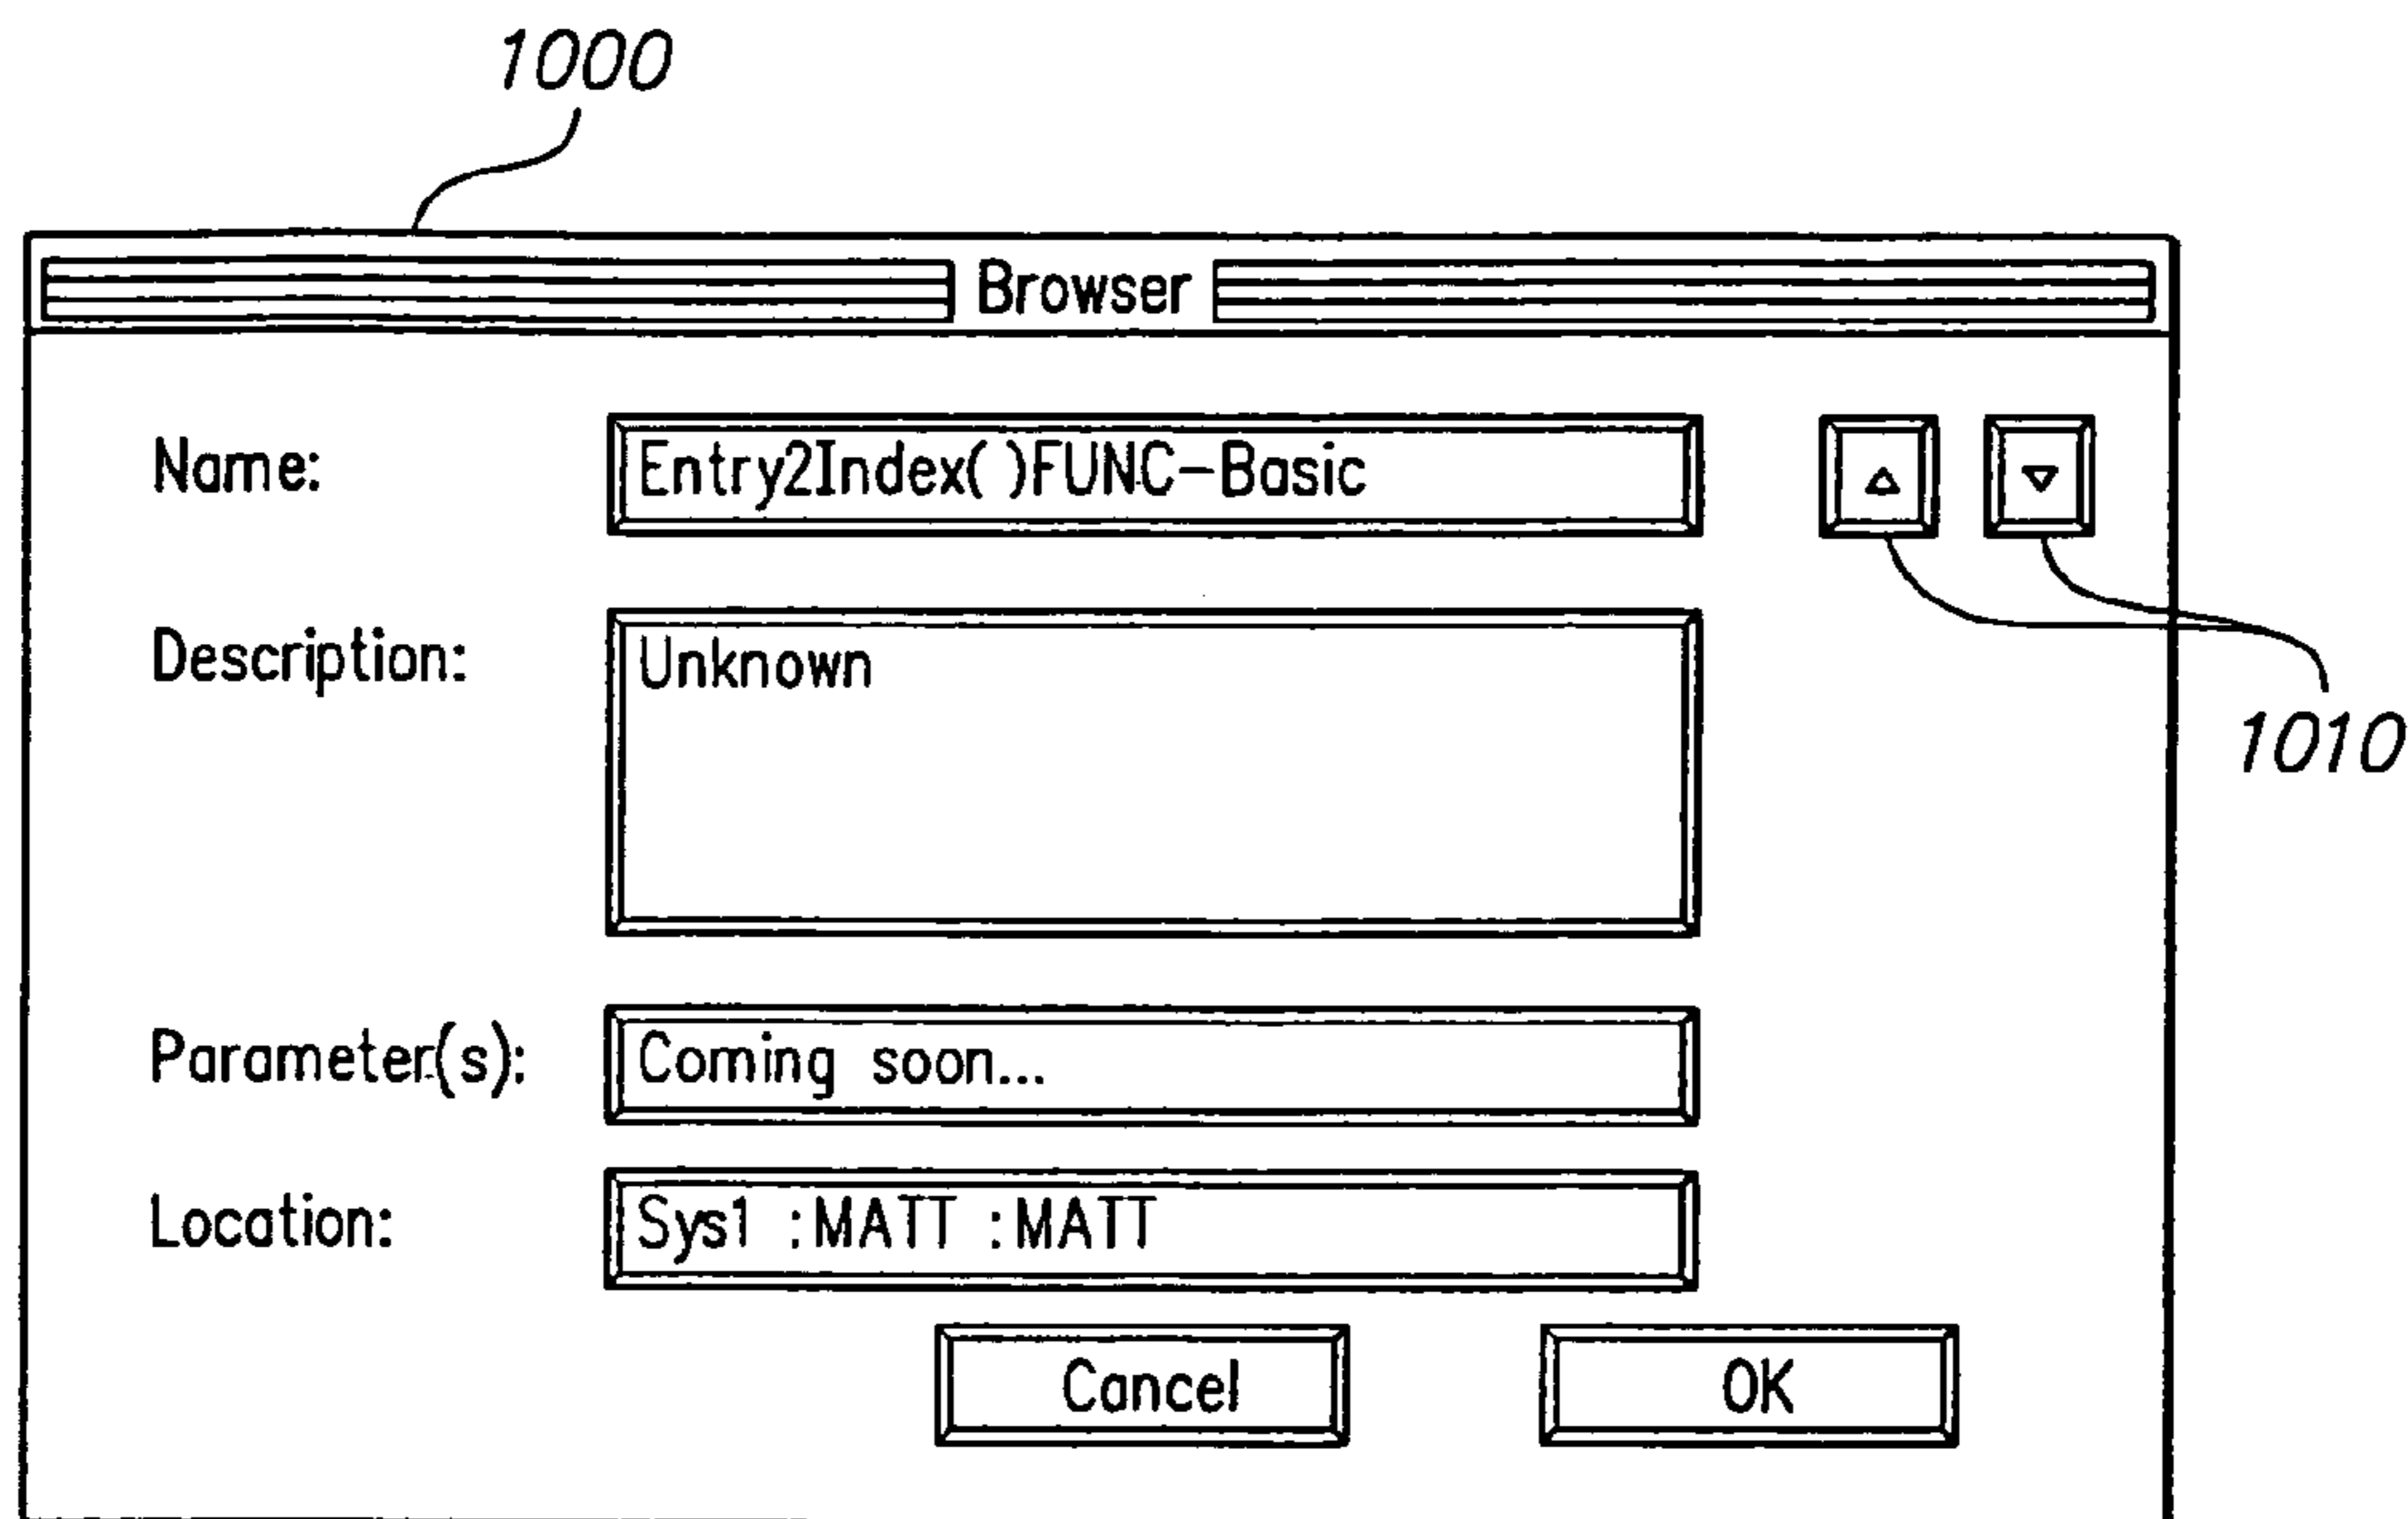 1000
Browser
Name: Entry2Index( )FUNC-Basic
Description: Unknown
1010
Parameter(s): Coming soon...
Location: Sys1 :MATT :MATT
Cancel OK